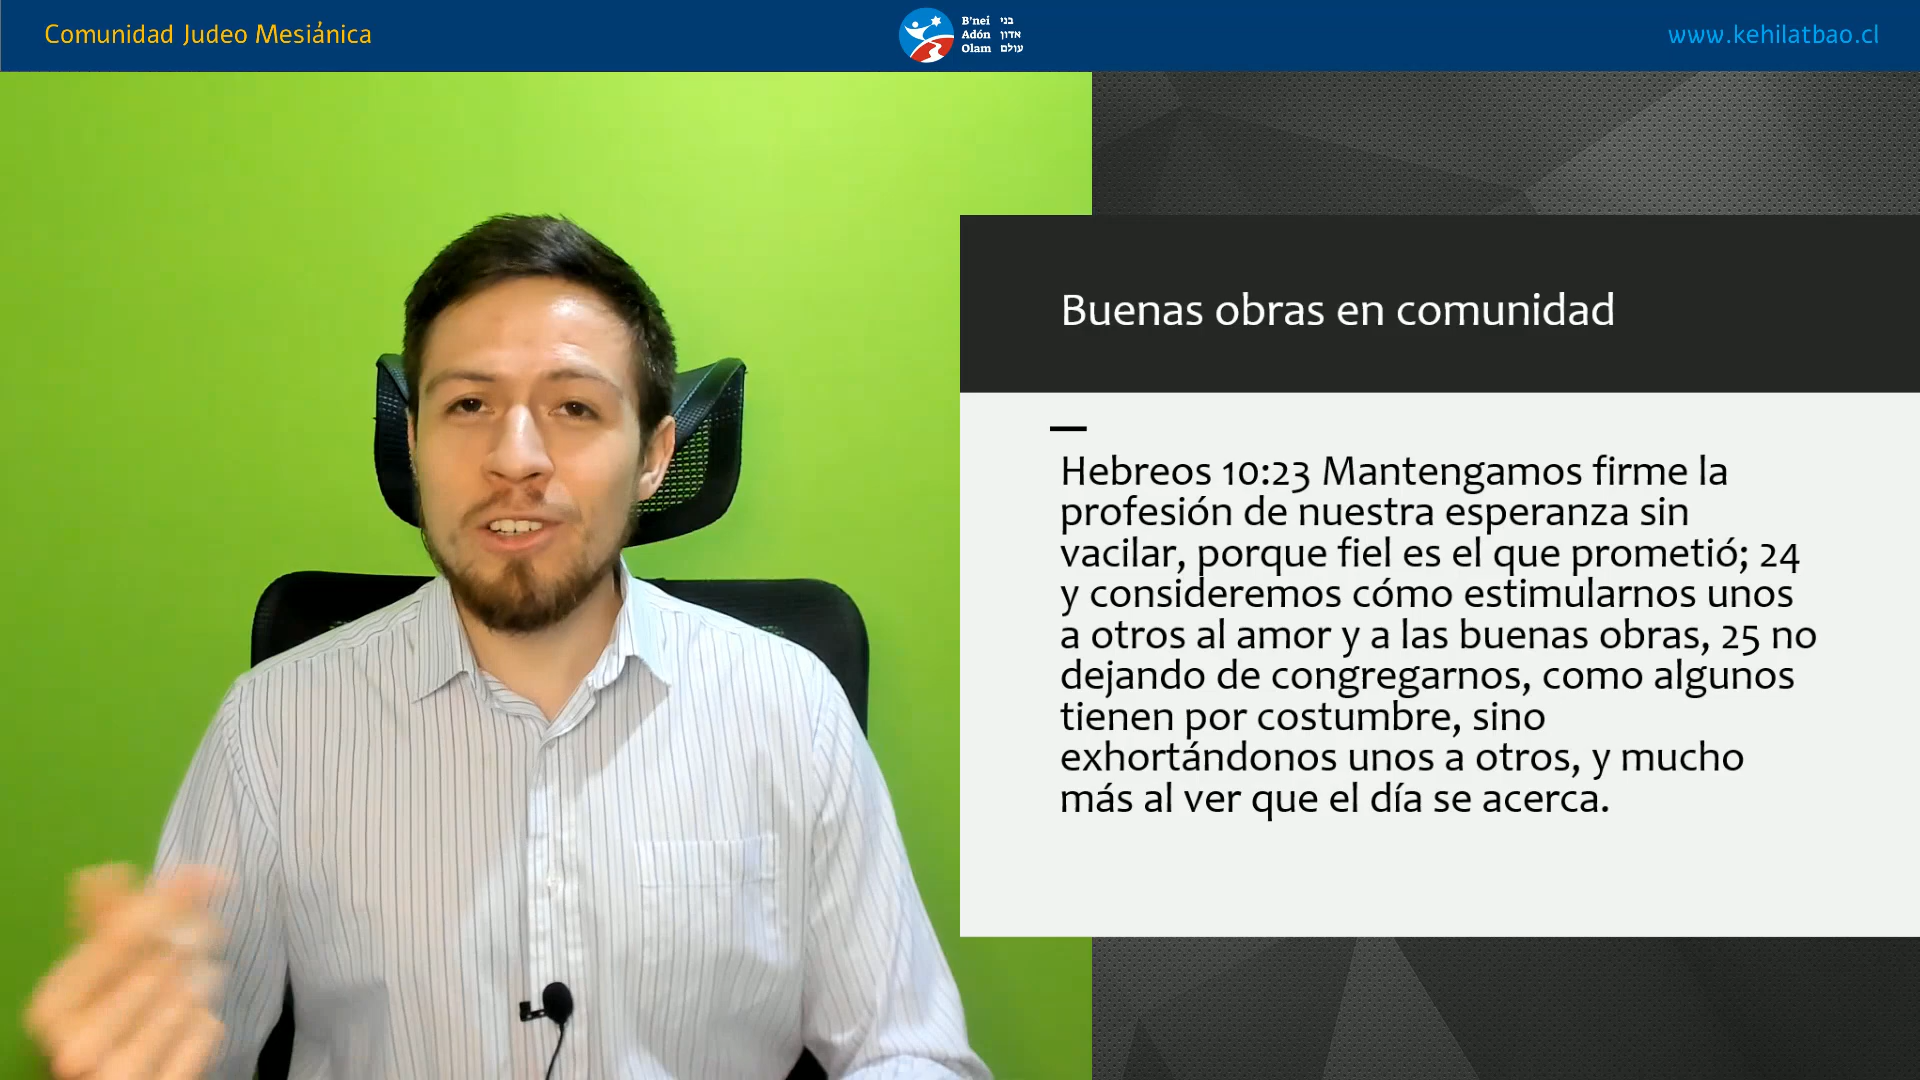 Comunidad Judeo Mesiánica
B'nei בני
Adón אדון
Olam עולם
www.kehilatbao.cl
Buenas obras en comunidad
Hebreos 10:23 Mantengamos firme la
profesión de nuestra esperanza sin
vacilar, porque fiel es el que prometió; 24
y consideremos cómo estimularnos unos
a otros al amor y a las buenas obras, 25 no
dejando de congregarnos, como algunos
tienen por costumbre, sino
exhortándonos unos a otros, y mucho
más al ver que el día se acerca.